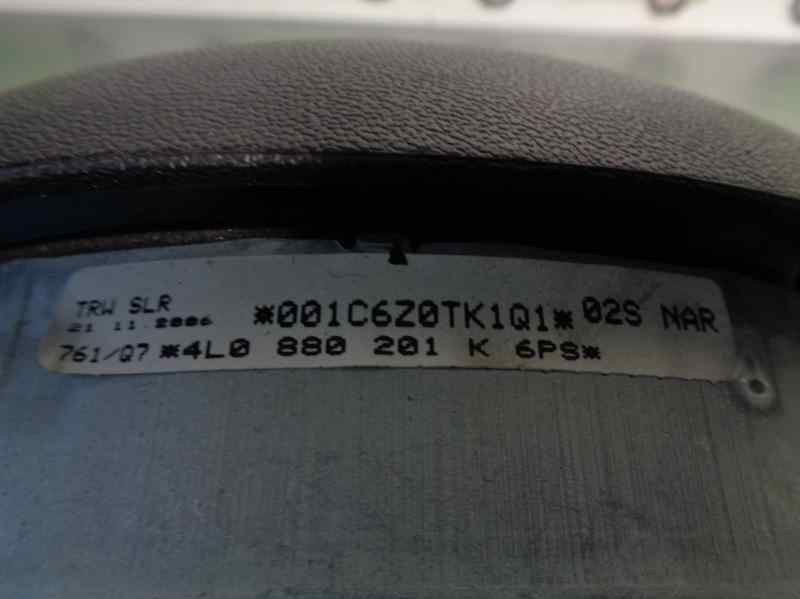 TRW SLR *001C6Z0TK1Q1* 02S NAR
21 11.2006
761/Q7 *4L0 880 201 K 6PS*